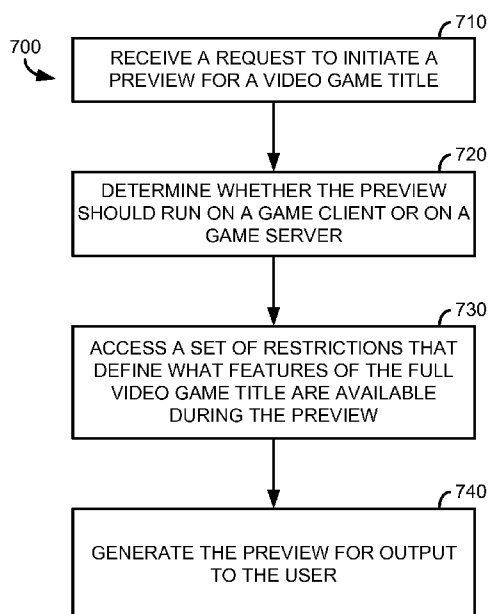 710
700
RECEIVE A REQUEST TO INITIATE A
PREVIEW FOR A VIDEO GAME TITLE
720
DETERMINE WHETHER THE PREVIEW
SHOULD RUN ON A GAME CLIENT OR ON A
GAME SERVER
730
ACCESS A SET OF RESTRICTIONS THAT
DEFINE WHAT FEATURES OF THE FULL
VIDEO GAME TITLE ARE AVAILABLE
DURING THE PREVIEW
740
GENERATE THE PREVIEW FOR OUTPUT
TO THE USER